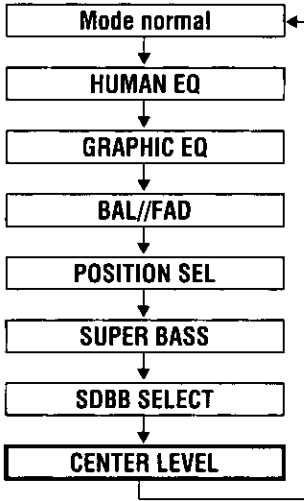 Mode normal
HUMAN EQ
GRAPHIC EQ
BAL//FAD
POSITION SEL
SUPER BASS
SDBB SELECT
CENTER LEVEL